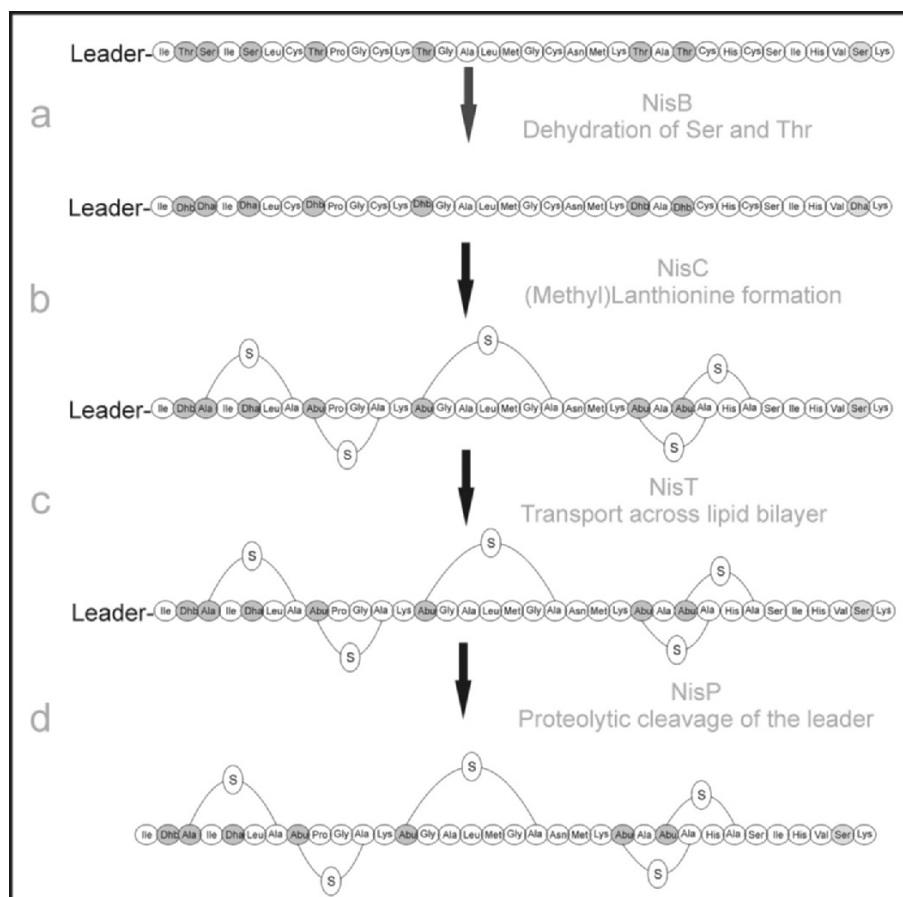 Leader- Ile Thr Ser Ile Ser Leu Cys Thr Pro Gly Cys Lys Thr Gly Ala Leu Met Gly Cys Asn Met Lys Thr Ala Thr Cys His Cys Ser Ile His Val Ser Lys
a
NisB
Dehydration of Ser and Thr
Leader- Ile Dhb Dha Ile Dha Leu Cys Dhb Pro Gly Cys Lys Dhb Gly Ala Leu Met Gly Cys Asn Met Lys Dhb Ala Dhb Cys His Cys Ser Ile His Val Dha Lys
b
NisC
(Methyl)Lanthionine formation
S S S
Leader- Ile Dhb Ala Ile Dha Leu Ala Abu Pro Gly Ala Lys Abu Gly Ala Leu Met Gly Ala Asn Met Lys Abu Ala Abu Ala His Ala Ser Ile His Val Ser Lys
S S
c
NisT
Transport across lipid bilayer
S S S
Leader- Ile Dhb Ala Ile Dha Leu Ala Abu Pro Gly Ala Lys Abu Gly Ala Leu Met Gly Ala Asn Met Lys Abu Ala Abu Ala His Ala Ser Ile His Val Ser Lys
S S
d
NisP
Proteolytic cleavage of the leader
S S S
Ile Dhb Ala Ile Dha Leu Ala Abu Pro Gly Ala Lys Abu Gly Ala Leu Met Gly Ala Asn Met Lys Abu Ala Abu Ala His Ala Ser Ile His Val Ser Lys
S S